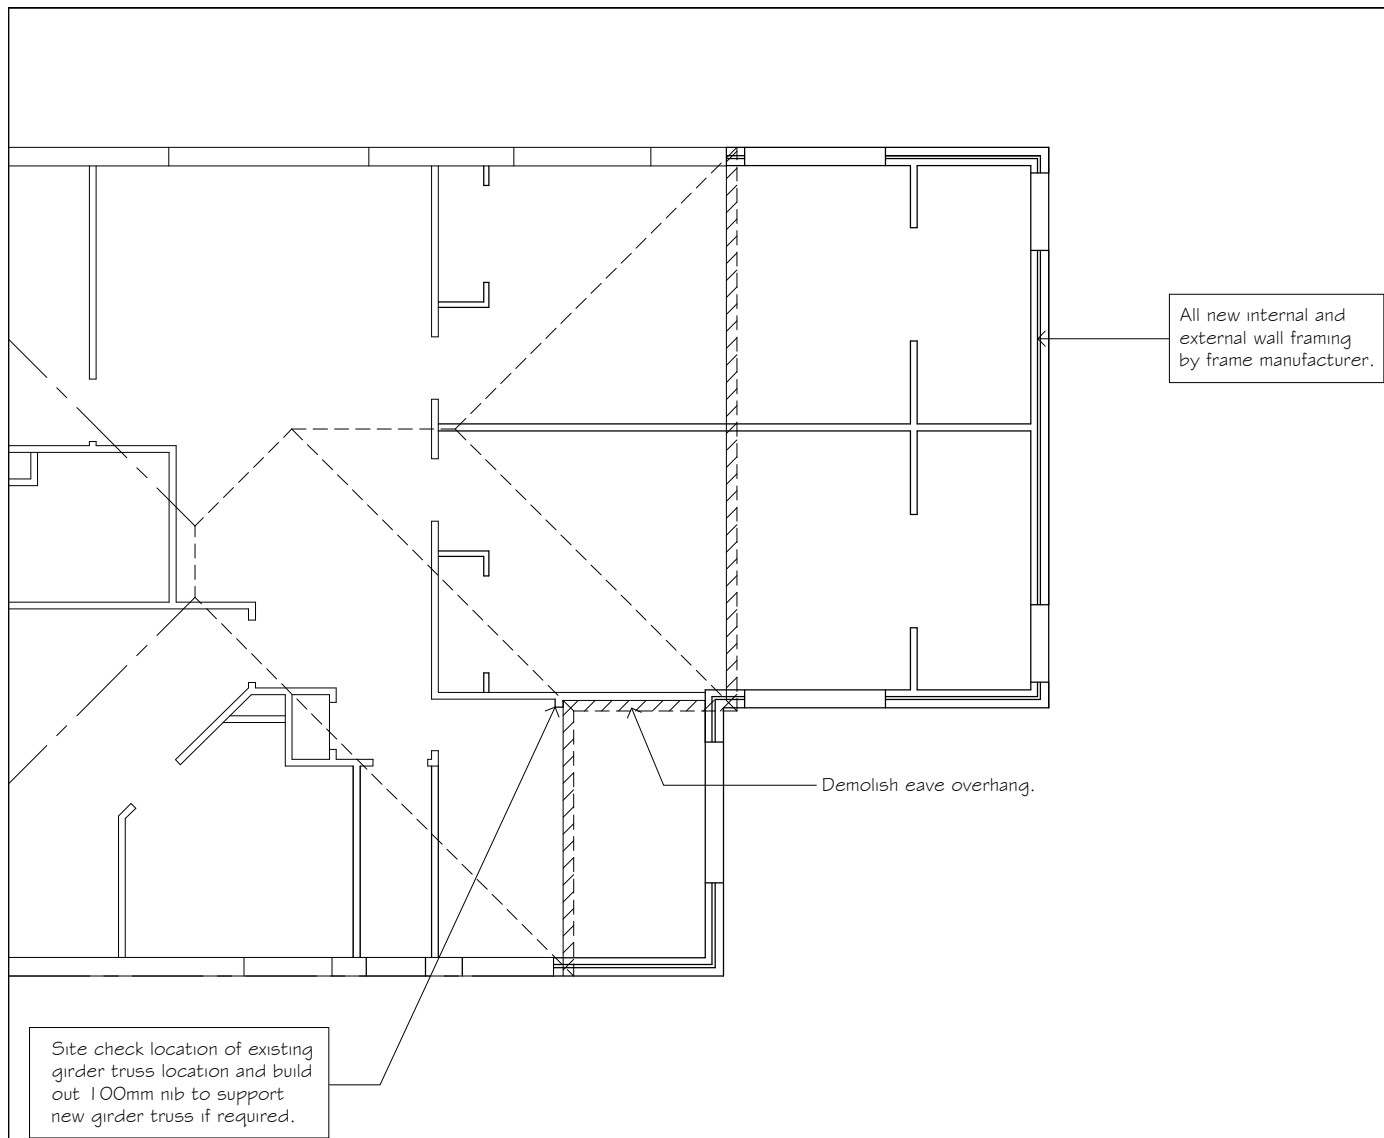 All new internal and
external wall framing
by frame manufacturer.
Demolish eave overhang.
Site check location of existing
girder truss location and build
out 100mm nib to support
new girder truss if required.